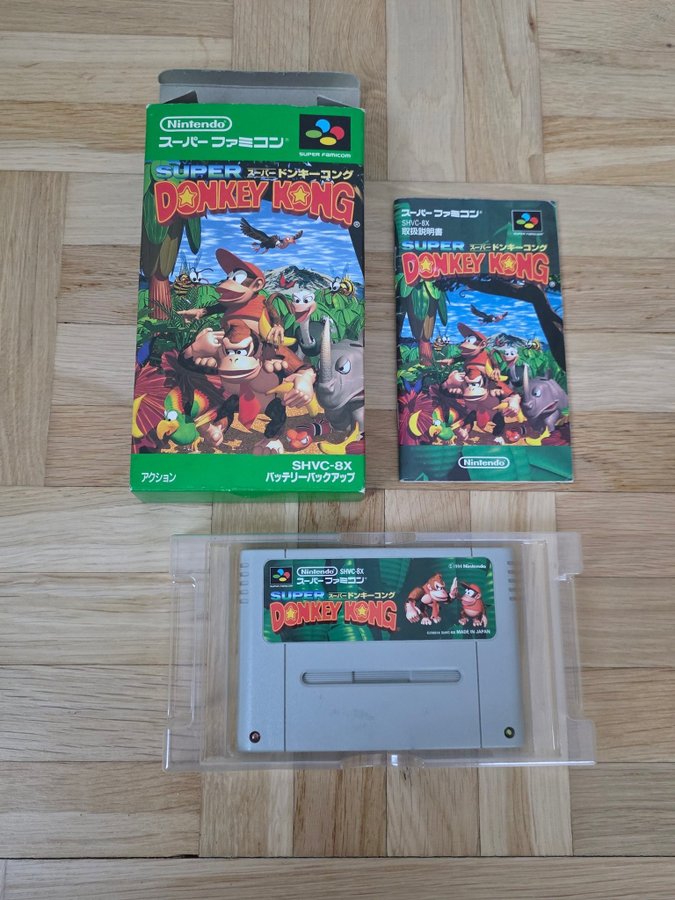 Nintendo
スーパーファミコン®
SUPER FAMICOM
SUPER スーパードンキーコング
DONKEY KONG®
SHVC-8X
アクション
バッテリーバックアップ
スーパーファミコン®
SHVC-8X
取扱説明書
SUPER スーパードンキーコング
DONKEY KONG®
Nintendo
Nintendo SHVC-8X
©1994 Nintendo
スーパーファミコン®
SUPER スーパードンキーコング
DONKEY KONG
MADE IN JAPAN